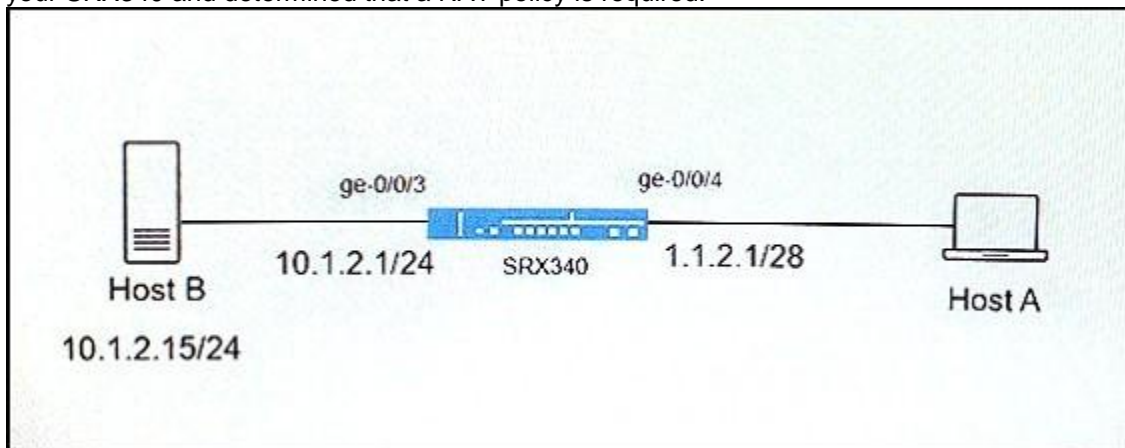 ge-0/0/3
ge-0/0/4
10.1.2.1/24
SRX340
1.1.2.1/28
Host B
Host A
10.1.2.15/24